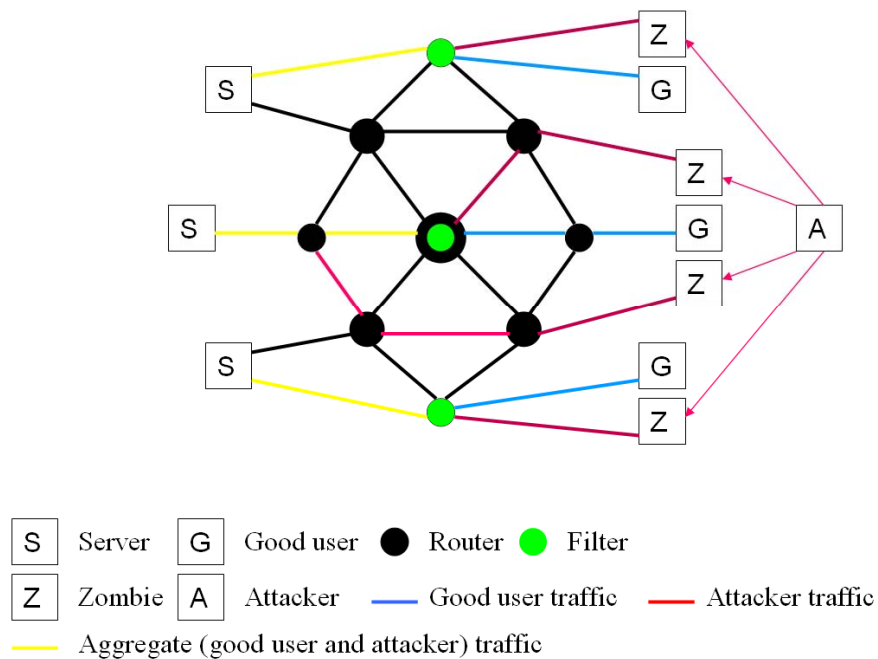 Z
S
G
Z
S
G
A
Z
S
G
Z
S Server G Good user Router Filter
Z Zombie A Attacker Good user traffic Attacker traffic
Aggregate (good user and attacker) traffic